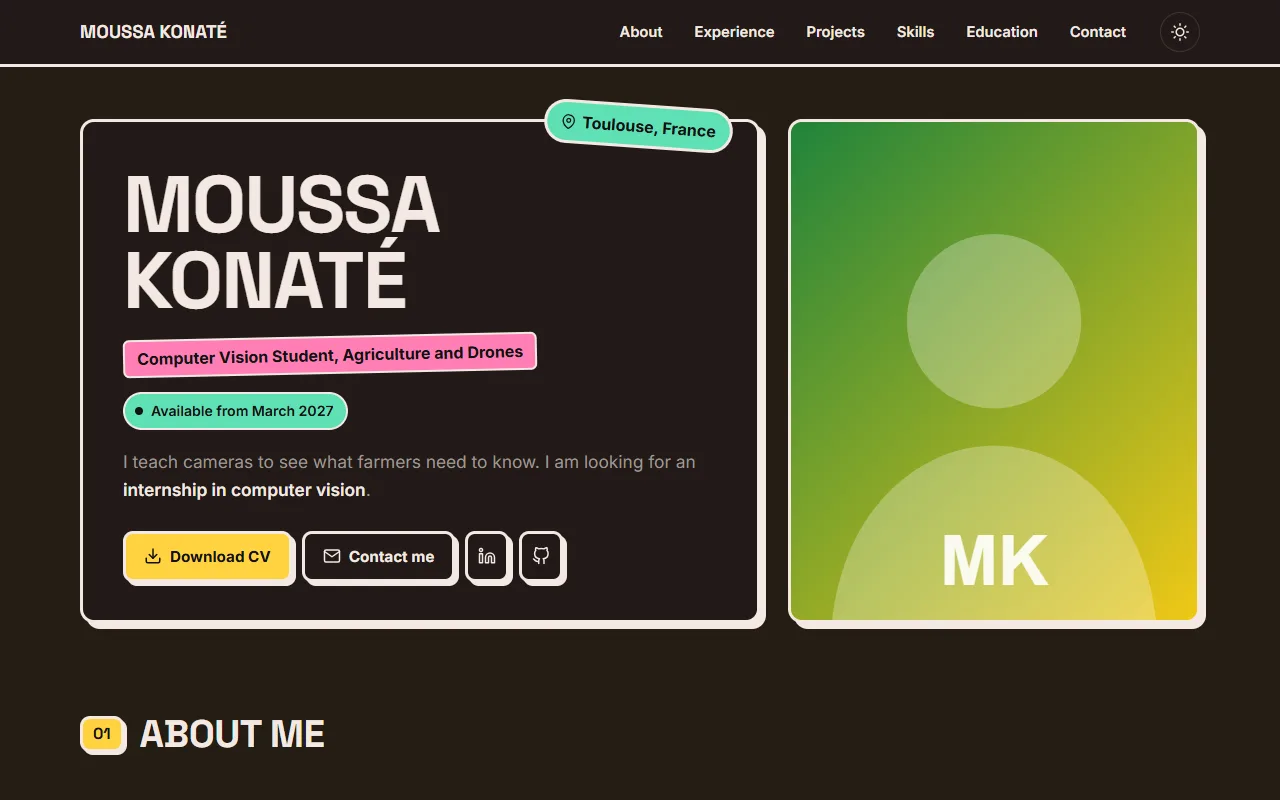 MOUSSA KONATÉ
About
Experience
Projects
Skills
Education
Contact
Toulouse, France
MOUSSA
KONATÉ
Computer Vision Student, Agriculture and Drones
Available from March 2027
I teach cameras to see what farmers need to know. I am looking for an
internship in computer vision.
Download CV
Contact me
in
MK
01
ABOUT ME